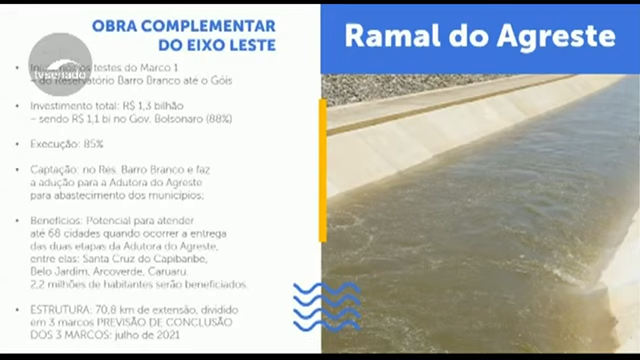 OBRA COMPLEMENTAR
DO EIXO LESTE
Ramal do Agreste
tvsenado
os testes do Marco 1
– do Reservatório Barro Branco até o Góis
• Investimento total: R$ 1,3 bilhão
– sendo R$ 1,1 bi no Gov. Bolsonaro (88%)
• Execução: 85%
• Captação: no Res. Barro Branco e faz
a adução para a Adutora do Agreste
para abastecimento dos municípios;
• Benefícios: Potencial para atender
até 68 cidades quando ocorrer a entrega
das duas etapas da Adutora do Agreste,
entre elas: Santa Cruz do Capibaribe,
Belo Jardim, Arcoverde, Caruaru
2,2 milhões de habitantes serão beneficiados.
• ESTRUTURA: 70,8 km de extensão, dividido
em 3 marcos PREVISÃO DE CONCLUSÃO
DOS 3 MARCOS: julho de 2021